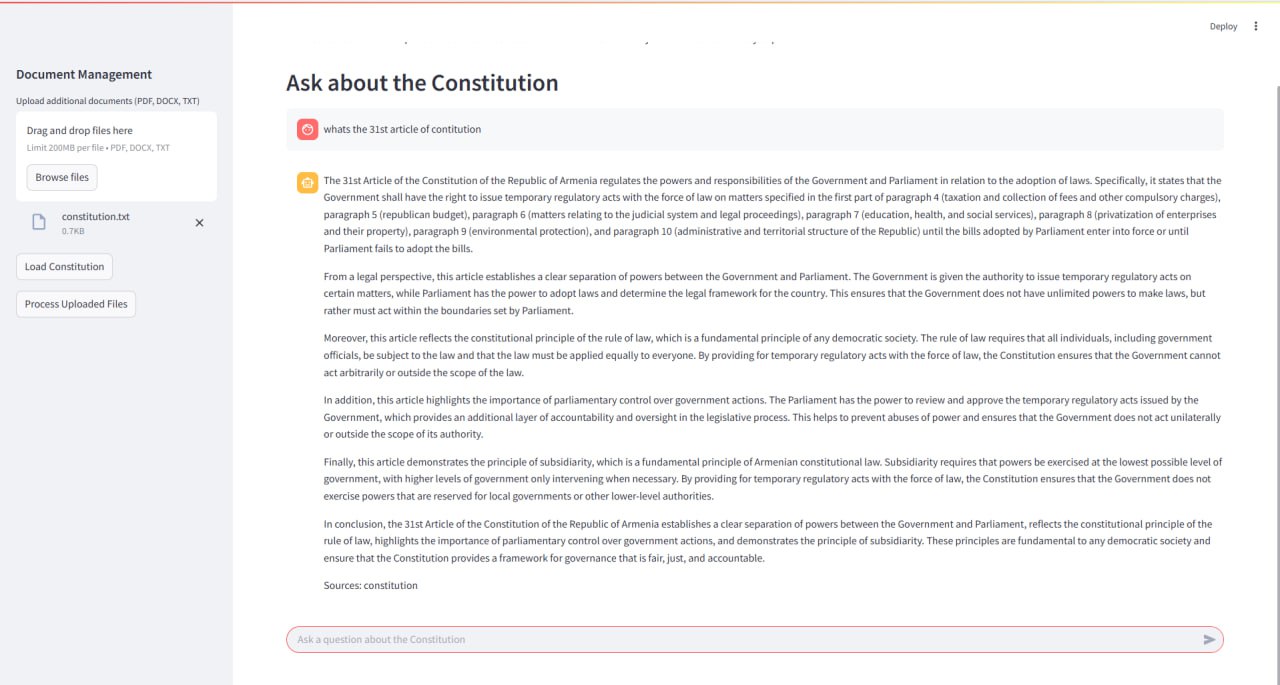 Deploy
Document Management
Upload additional documents (PDF, DOCX, TXT)
Drag and drop files here
Limit 200MB per file • PDF, DOCX, TXT
Browse files
constitution.txt
0.7KB
Load Constitution
Process Uploaded Files
Ask about the Constitution
whats the 31st article of contitution
The 31st Article of the Constitution of the Republic of Armenia regulates the powers and responsibilities of the Government and Parliament in relation to the adoption of laws. Specifically, it states that the
Government shall have the right to issue temporary regulatory acts with the force of law on matters specified in the first part of paragraph 4 (taxation and collection of fees and other compulsory charges),
paragraph 5 (republican budget), paragraph 6 (matters relating to the judicial system and legal proceedings), paragraph 7 (education, health, and social services), paragraph 8 (privatization of enterprises
and their property), paragraph 9 (environmental protection), and paragraph 10 (administrative and territorial structure of the Republic) until the bills adopted by Parliament enter into force or until
Parliament fails to adopt the bills.
From a legal perspective, this article establishes a clear separation of powers between the Government and Parliament. The Government is given the authority to issue temporary regulatory acts on
certain matters, while Parliament has the power to adopt laws and determine the legal framework for the country. This ensures that the Government does not have unlimited powers to make laws, but
rather must act within the boundaries set by Parliament.
Moreover, this article reflects the constitutional principle of the rule of law, which is a fundamental principle of any democratic society. The rule of law requires that all individuals, including government
officials, be subject to the law and that the law must be applied equally to everyone. By providing for temporary regulatory acts with the force of law, the Constitution ensures that the Government cannot
act arbitrarily or outside the scope of the law.
In addition, this article highlights the importance of parliamentary control over government actions. The Parliament has the power to review and approve the temporary regulatory acts issued by the
Government, which provides an additional layer of accountability and oversight in the legislative process. This helps to prevent abuses of power and ensures that the Government does not act unilaterally
or outside the scope of its authority.
Finally, this article demonstrates the principle of subsidiarity, which is a fundamental principle of Armenian constitutional law. Subsidiarity requires that powers be exercised at the lowest possible level of
government, with higher levels of government only intervening when necessary. By providing for temporary regulatory acts with the force of law, the Constitution ensures that the Government does not
exercise powers that are reserved for local governments or other lower-level authorities.
In conclusion, the 31st Article of the Constitution of the Republic of Armenia establishes a clear separation of powers between the Government and Parliament, reflects the constitutional principle of the
rule of law, highlights the importance of parliamentary control over government actions, and demonstrates the principle of subsidiarity. These principles are fundamental to any democratic society and
ensure that the Constitution provides a framework for governance that is fair, just, and accountable.
Sources: constitution
Ask a question about the Constitution